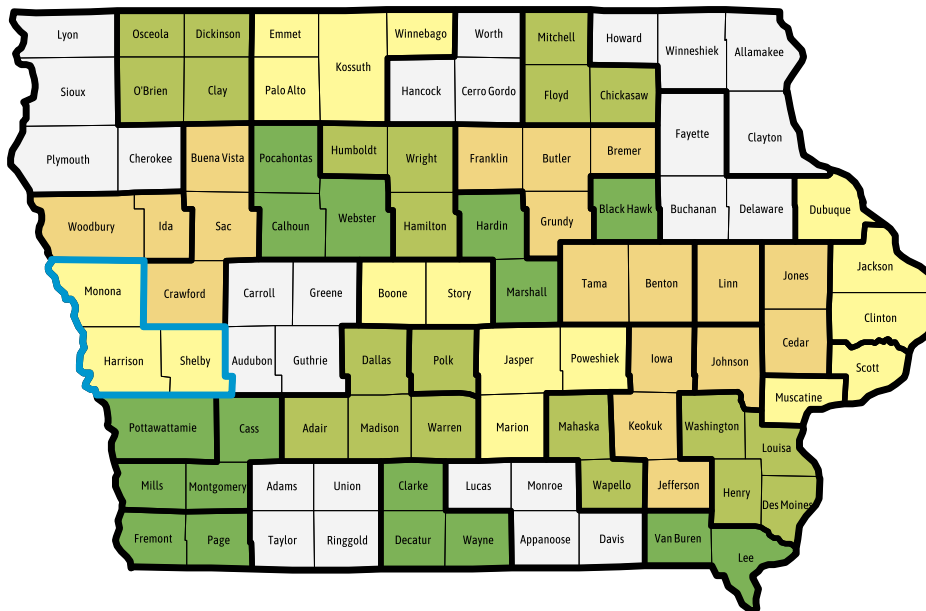 Lyon
Osceola
Dickinson
Emmet
Winnebago
Worth
Mitchell
Howard
Winneshiek
Allamakee
Kossuth
Sioux
O'Brien
Clay
Palo Alto
Hancock
Cerro Gordo
Floyd
Chickasaw
Fayette
Clayton
Plymouth
Cherokee
Buena Vista
Pocahontas
Humboldt
Wright
Franklin
Butler
Bremer
Woodbury
Ida
Sac
Calhoun
Webster
Hamilton
Hardin
Grundy
Black Hawk
Buchanan
Delaware
Dubuque
Monona
Crawford
Carroll
Greene
Boone
Story
Marshall
Tama
Benton
Linn
Jones
Jackson
Clinton
Harrison
Shelby
Audubon
Guthrie
Dallas
Polk
Jasper
Poweshiek
Iowa
Johnson
Cedar
Scott
Muscatine
Pottawattamie
Cass
Adair
Madison
Warren
Marion
Mahaska
Keokuk
Washington
Louisa
Mills
Montgomery
Adams
Union
Clarke
Lucas
Monroe
Wapello
Jefferson
Henry
Des Moines
Fremont
Page
Taylor
Ringgold
Decatur
Wayne
Appanoose
Davis
Van Buren
Lee